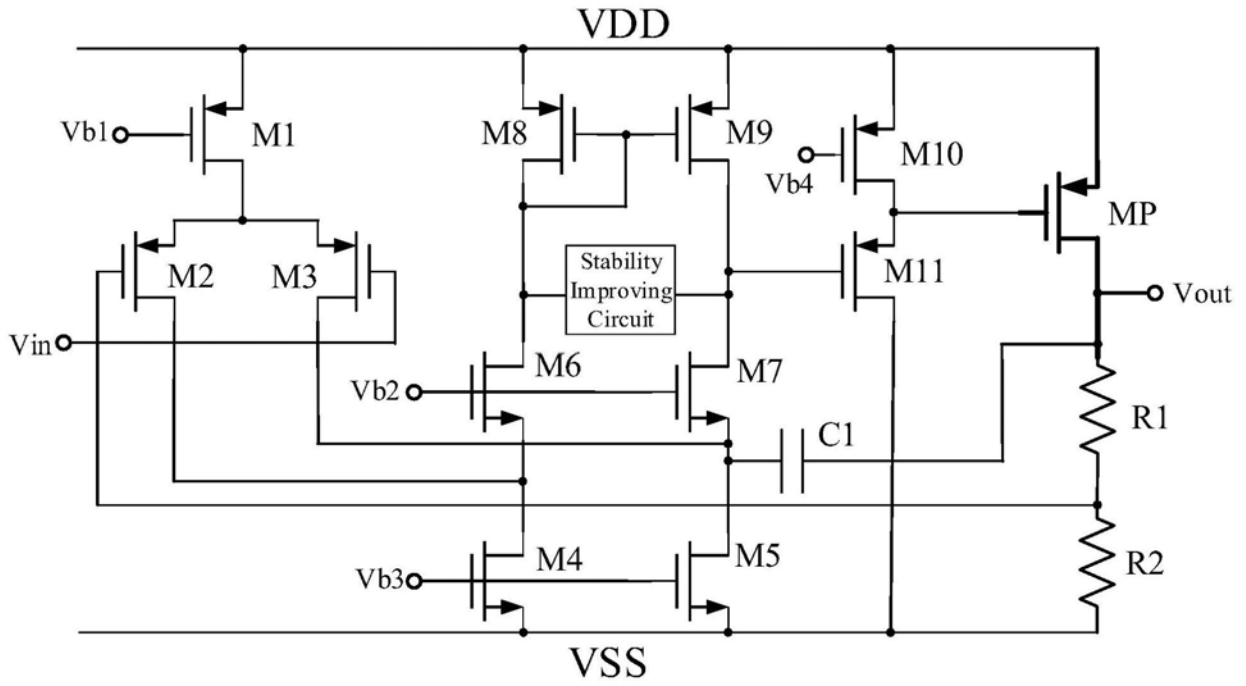 VDD
Vb1
M1
M8
M9
M10
Vb4
MP
M2
M3
Stability
Improving
Circuit
M11
Vout
Vin
M6
M7
Vb2
C1
R1
M4
M5
Vb3
R2
VSS